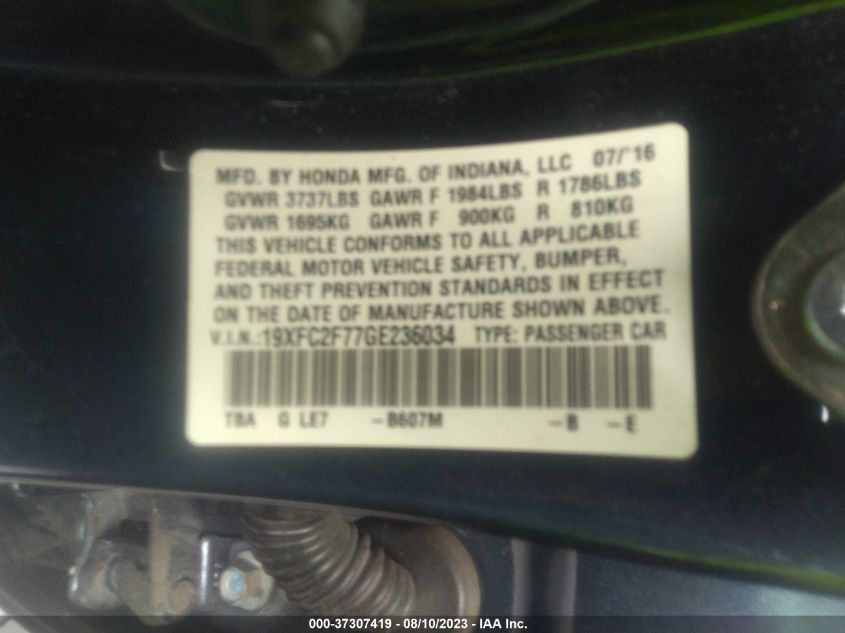 MFD. BY HONDA MFG. OF INDIANA, LLC 07/'16
GVWR 3737LBS GAWR F 1984LBS R 1786LBS
GVWR 1695KG GAWR F 900KG R 810KG
THIS VEHICLE CONFORMS TO ALL APPLICABLE
FEDERAL MOTOR VEHICLE SAFETY, BUMPER,
AND THEFT PREVENTION STANDARDS IN EFFECT
ON THE DATE OF MANUFACTURE SHOWN ABOVE.
V.I.N.:19XFC2F77GE236034 TYPE: PASSENGER CAR
TBA G LE7 -B607M -B -E
000-37307419 - 08/10/2023 - IAA Inc.